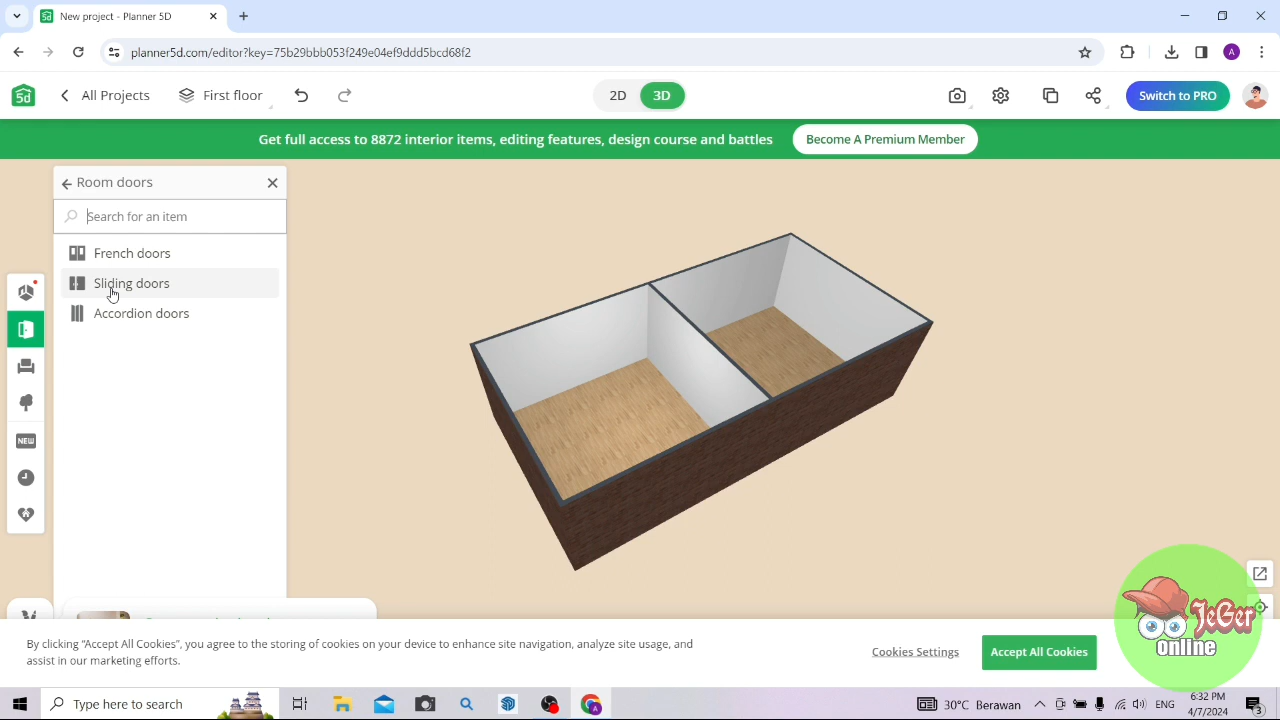 New project - Planner 5D
planner5d.com/editor?key=75b29bbb053f249e04ef9ddd5bcd68f2
A
5d
All Projects
First floor
2D
3D
Switch to PRO
Get full access to 8872 interior items, editing features, design course and battles
Become A Premium Member
Room doors
Search for an item
French doors
Sliding doors
Accordion doors
NEW
By clicking “Accept All Cookies”, you agree to the storing of cookies on your device to enhance site navigation, analyze site usage, and
assist in our marketing efforts.
Cookies Settings
Accept All Cookies
JeGer
online
Type here to search
30°C Berawan
ENG
6:32 PM
4/7/2024
3